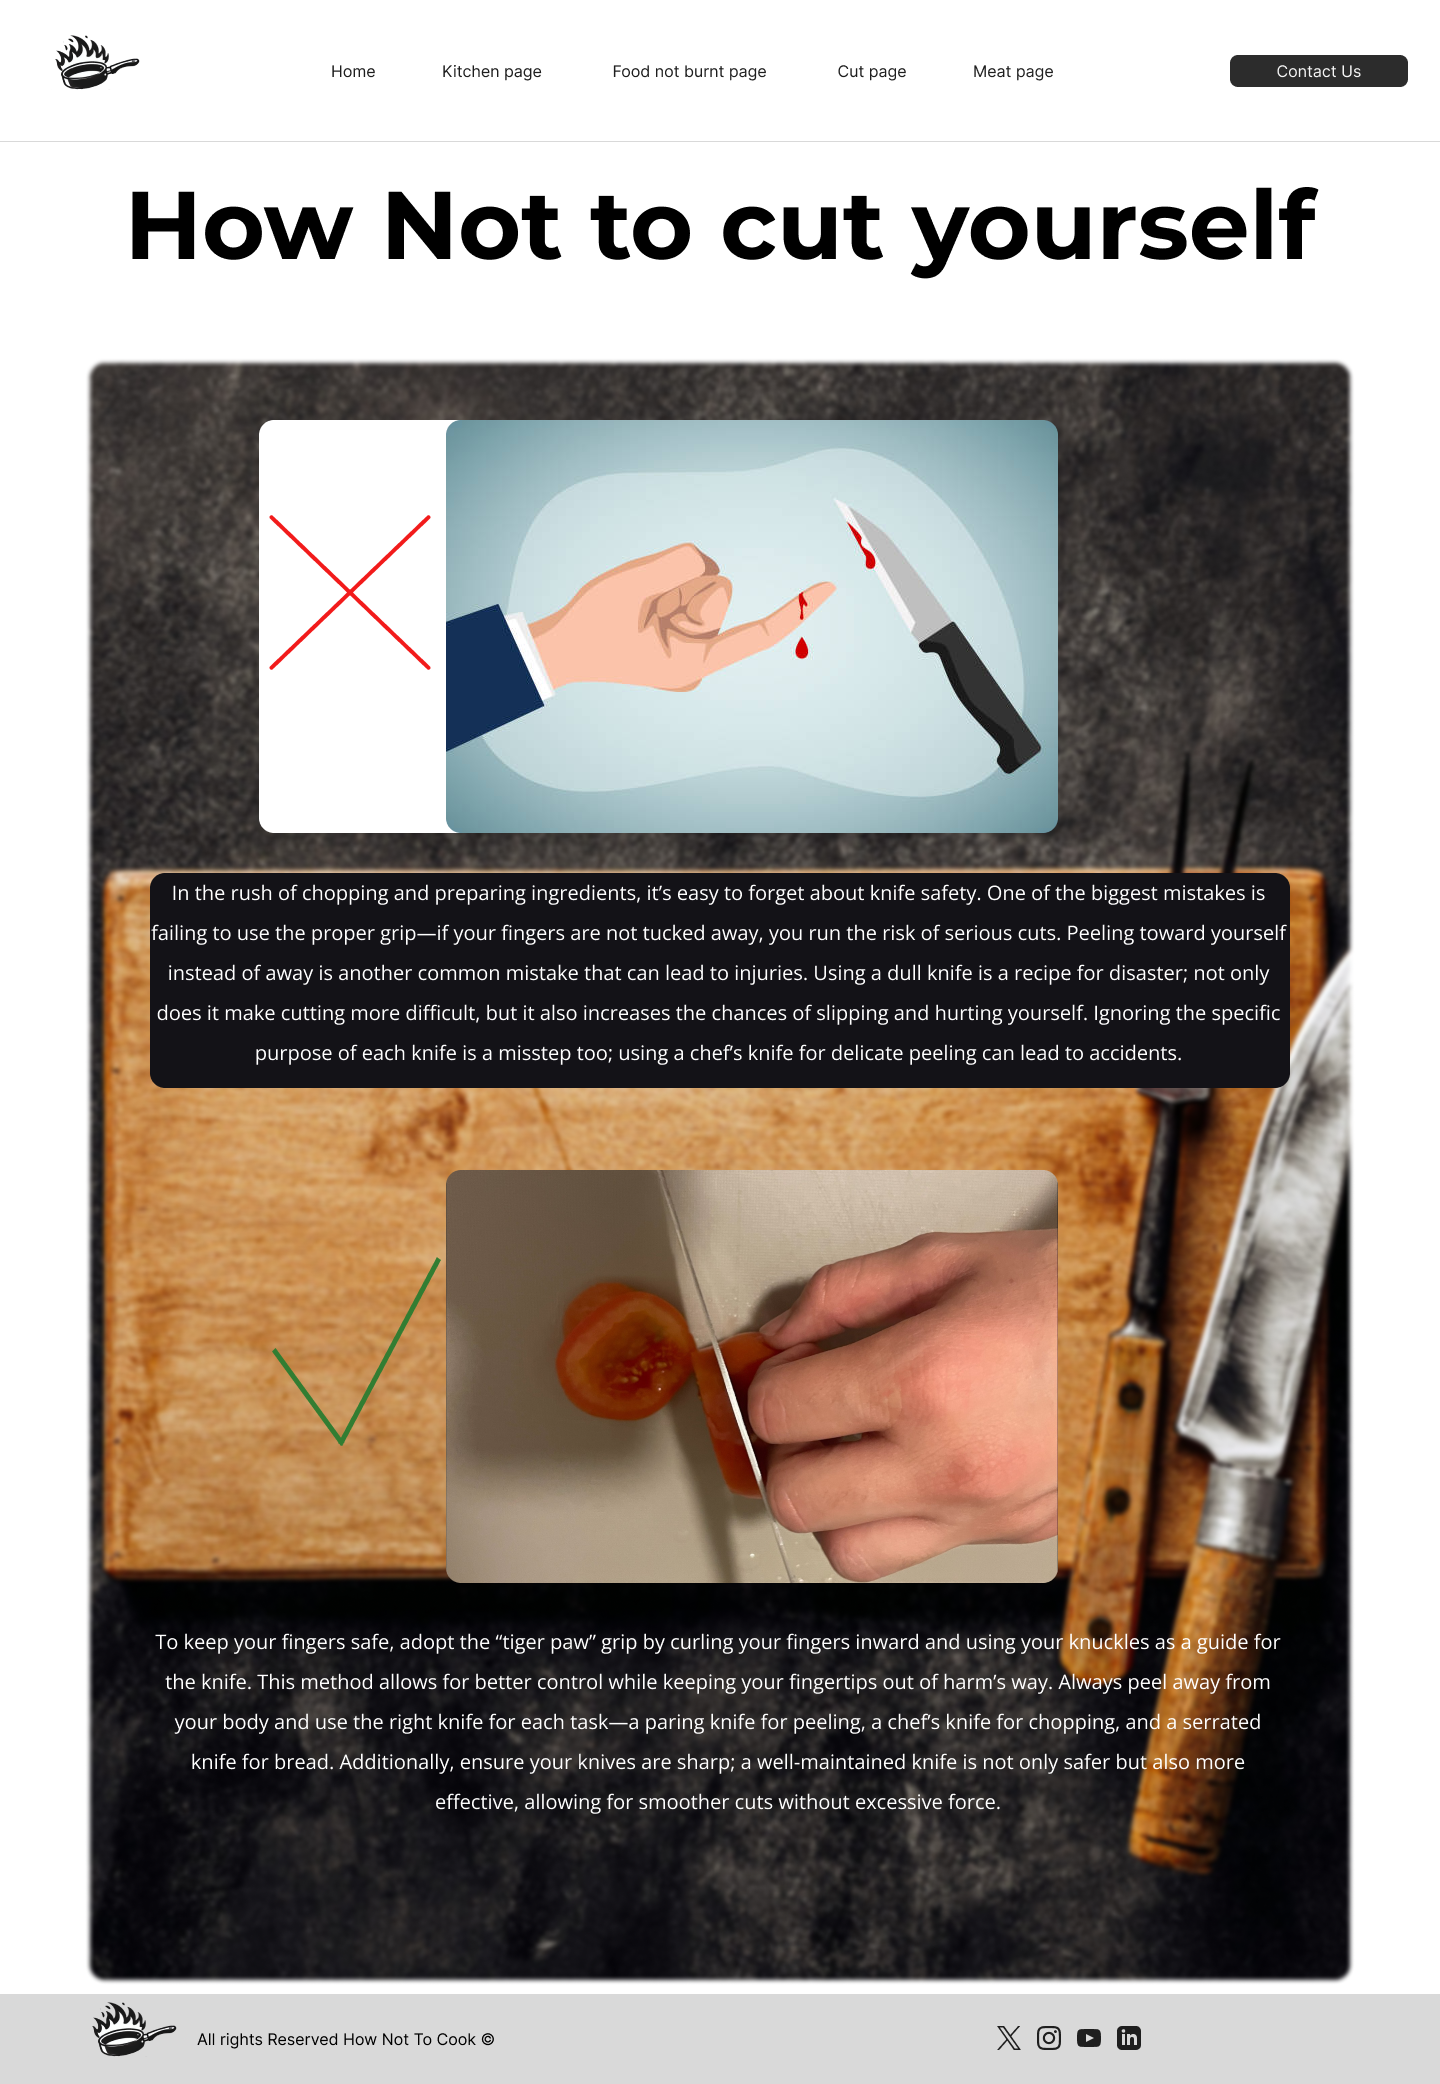 Home Kitchen page Food not burnt page Cut page Meat page Contact Us
How Not to cut yourself
In the rush of chopping and preparing ingredients, it’s easy to forget about knife safety. One of the biggest mistakes is
failing to use the proper grip—if your fingers are not tucked away, you run the risk of serious cuts. Peeling toward yourself
instead of away is another common mistake that can lead to injuries. Using a dull knife is a recipe for disaster; not only
does it make cutting more difficult, but it also increases the chances of slipping and hurting yourself. Ignoring the specific
purpose of each knife is a misstep too; using a chef’s knife for delicate peeling can lead to accidents.
To keep your fingers safe, adopt the “tiger paw” grip by curling your fingers inward and using your knuckles as a guide for
the knife. This method allows for better control while keeping your fingertips out of harm’s way. Always peel away from
your body and use the right knife for each task—a paring knife for peeling, a chef’s knife for chopping, and a serrated
knife for bread. Additionally, ensure your knives are sharp; a well-maintained knife is not only safer but also more
effective, allowing for smoother cuts without excessive force.
All rights Reserved How Not To Cook ©